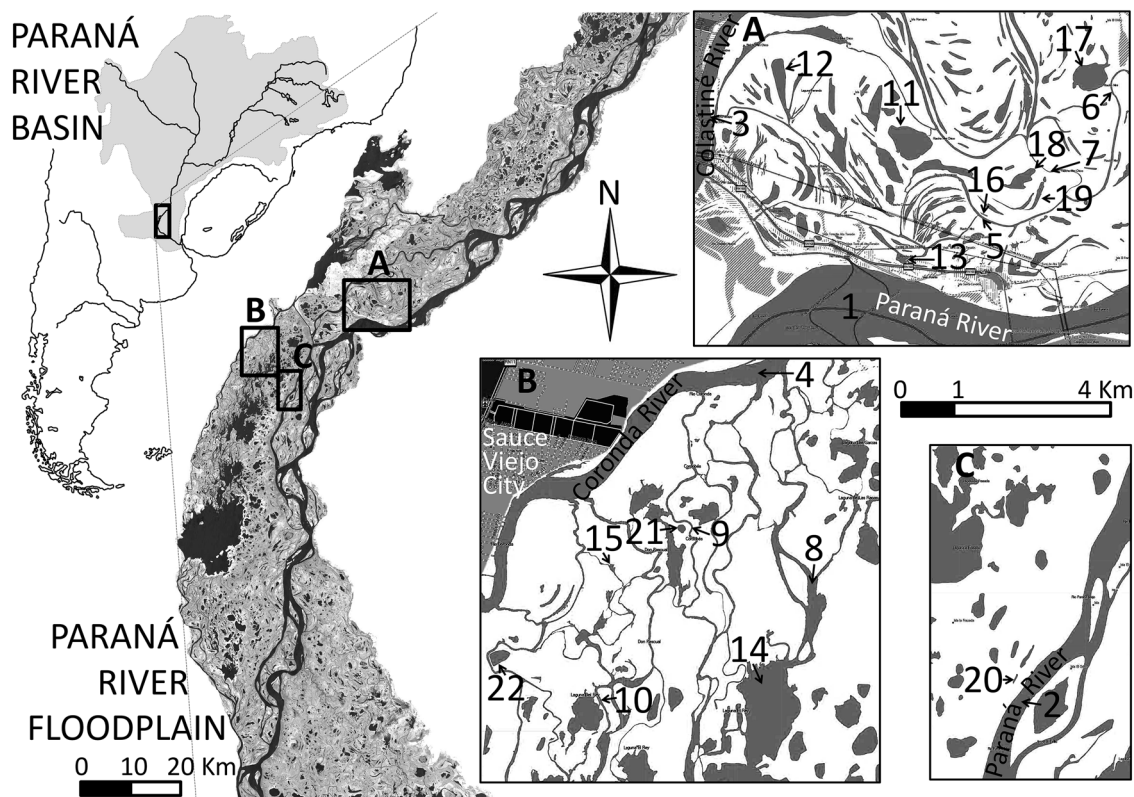 PARANÁ
RIVER
BASIN
N
A
B
C
PARANÁ
RIVER
FLOODPLAIN
0 10 20 Km
A
Colastiné River
17
12
11
6
3
18
7
16
19
5
13
1
Paraná River
B
4
Coronda River
Sauce
Viejo
City
21
9
15
8
14
22
10
0 1 4 Km
C
20
2
Paraná River